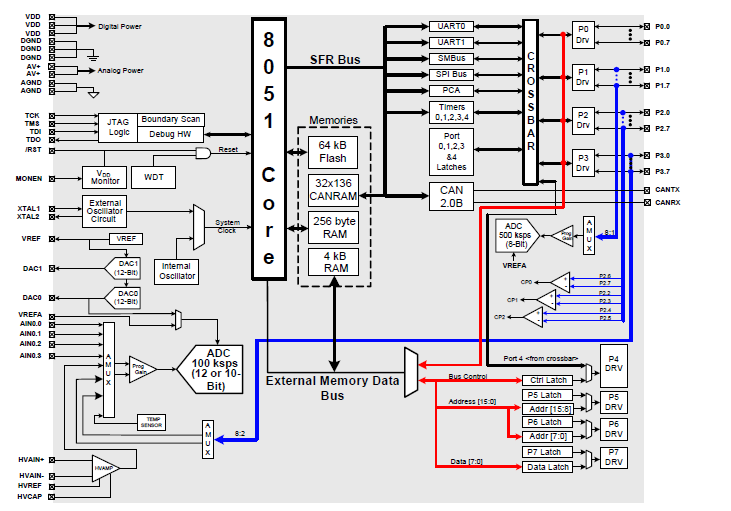 VDD
VDD
VDD
Digital Power
DGND
DGND
DGND
AV+
AV+
Analog Power
AGND
AGND
TCK
TMS
TDI
TDO
/RST
JTAG
Logic
Boundary Scan
Debug HW
Reset
MONEN
VDD
Monitor
WDT
XTAL1
XTAL2
External
Oscillator
Circuit
System
Clock
VREF
VREF
Internal
Oscillator
DAC1
DAC1
(12-Bit)
DAC0
DAC0
(12-Bit)
VREFA
AIN0.0
AIN0.1
AIN0.2
AIN0.3
A
M
U
X
Prog
Gain
ADC
100 ksps
(12 or 10-
Bit)
TEMP
SENSOR
A
M
U
X
8:2
HVAIN+
HVAIN-
HVREF
HVCAP
HVAMP
8
0
5
1
C
o
r
e
SFR Bus
Memories
64 kB
Flash
32x136
CANRAM
256 byte
RAM
4 kB
RAM
External Memory Data
Bus
UART0
UART1
SMBus
SPI Bus
PCA
Timers
0,1,2,3,4
Port
0,1,2,3
&4
Latches
CAN
2.0B
C
R
O
S
S
B
A
R
P0
Drv
P1
Drv
P2
Drv
P3
Drv
P0.0
P0.7
P1.0
P1.7
P2.0
P2.7
P3.0
P3.7
CANTX
CANRX
ADC
500 ksps
(8-Bit)
Prog
Gain
A
M
U
X
8:1
VREFA
CP0
+
-
P2.6
P2.7
CP1
+
-
P2.2
P2.3
CP2
+
-
P2.4
P2.5
Port 4 <from crossbar>
Bus Control
Ctrl Latch
P4
DRV
Address [15:0]
P5 Latch
Addr [15:8]
P5
DRV
P6 Latch
Addr [7:0]
P6
DRV
Data [7:0]
P7 Latch
Data Latch
P7
DRV